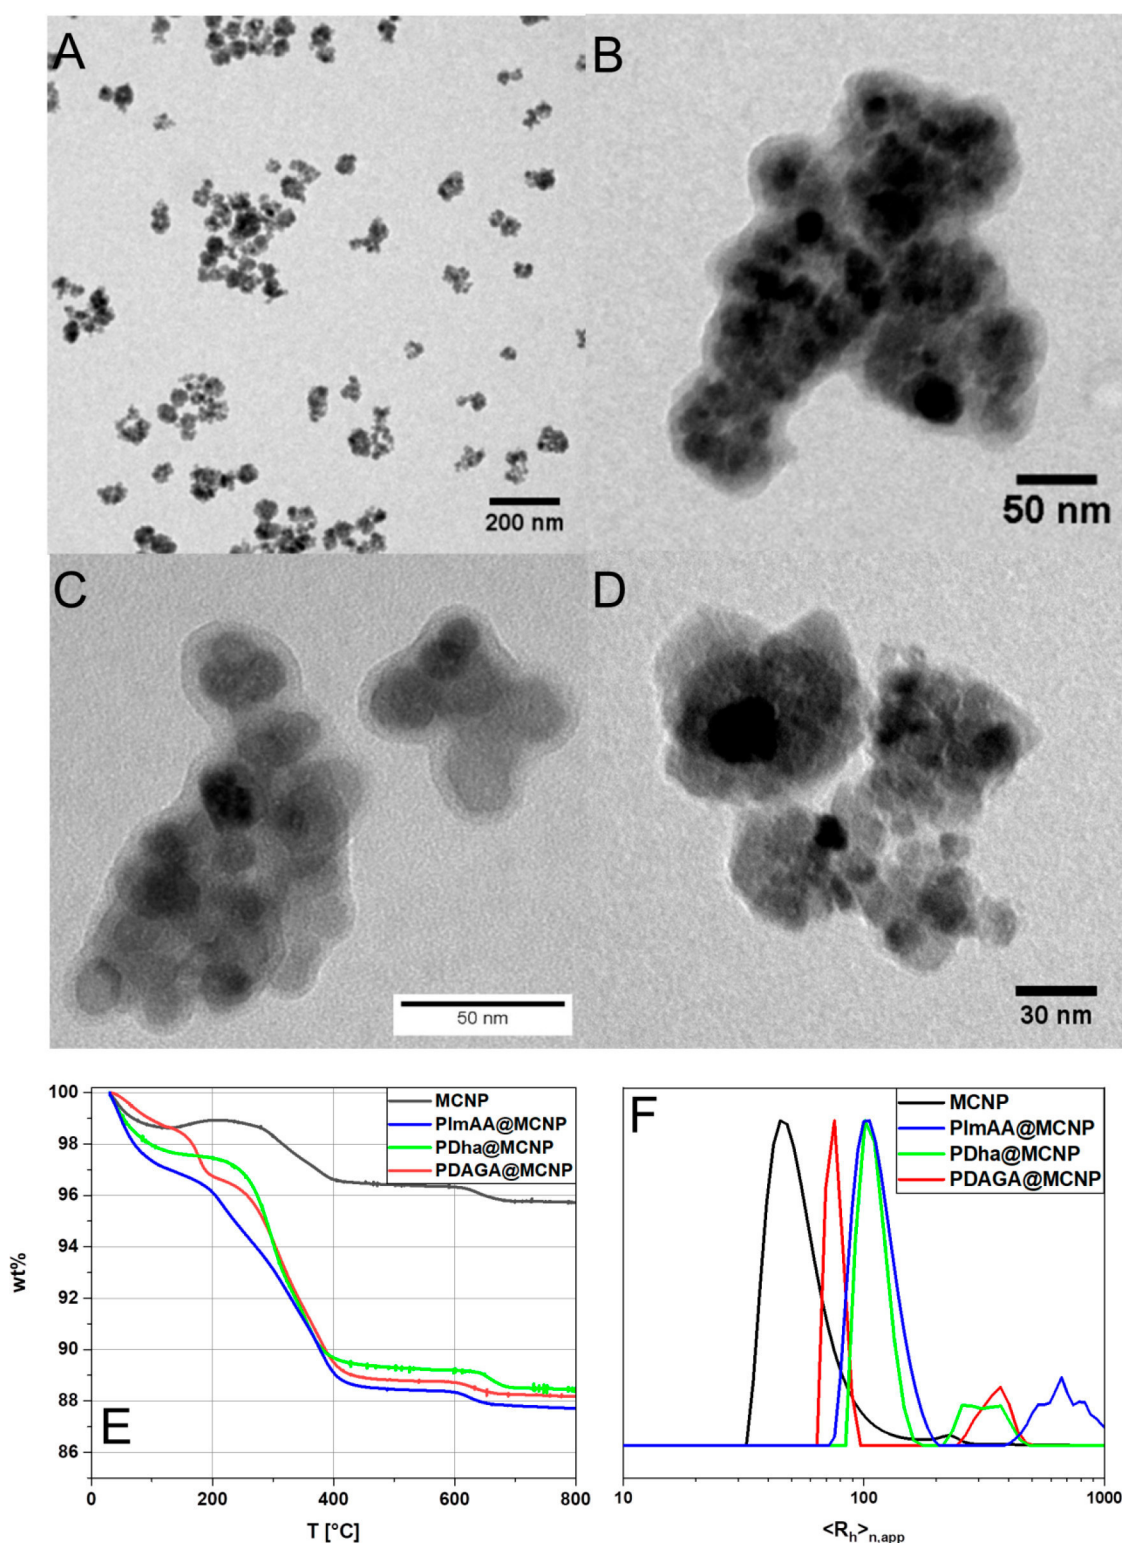 A
B
200 nm
50 nm
C
D
50 nm
30 nm
100
98
96
94
92
90
88
86
wt%
MCNP
PImAA@MCNP
PDha@MCNP
PDAGA@MCNP
E
0
200
400
600
800
T [°C]
F
MCNP
PImAA@MCNP
PDha@MCNP
PDAGA@MCNP
10
100
1000
<Rh>n,app